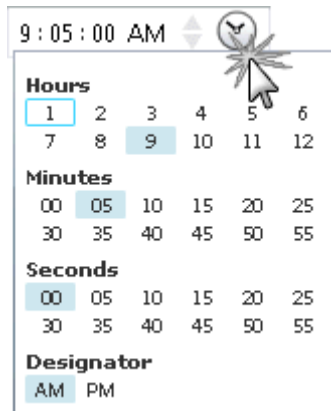 9 : 05 : 00 AM
Hours
1 2 3 4 5 6
7 8 9 10 11 12
Minutes
00 05 10 15 20 25
30 35 40 45 50 55
Seconds
00 05 10 15 20 25
30 35 40 45 50 55
Designator
AM PM